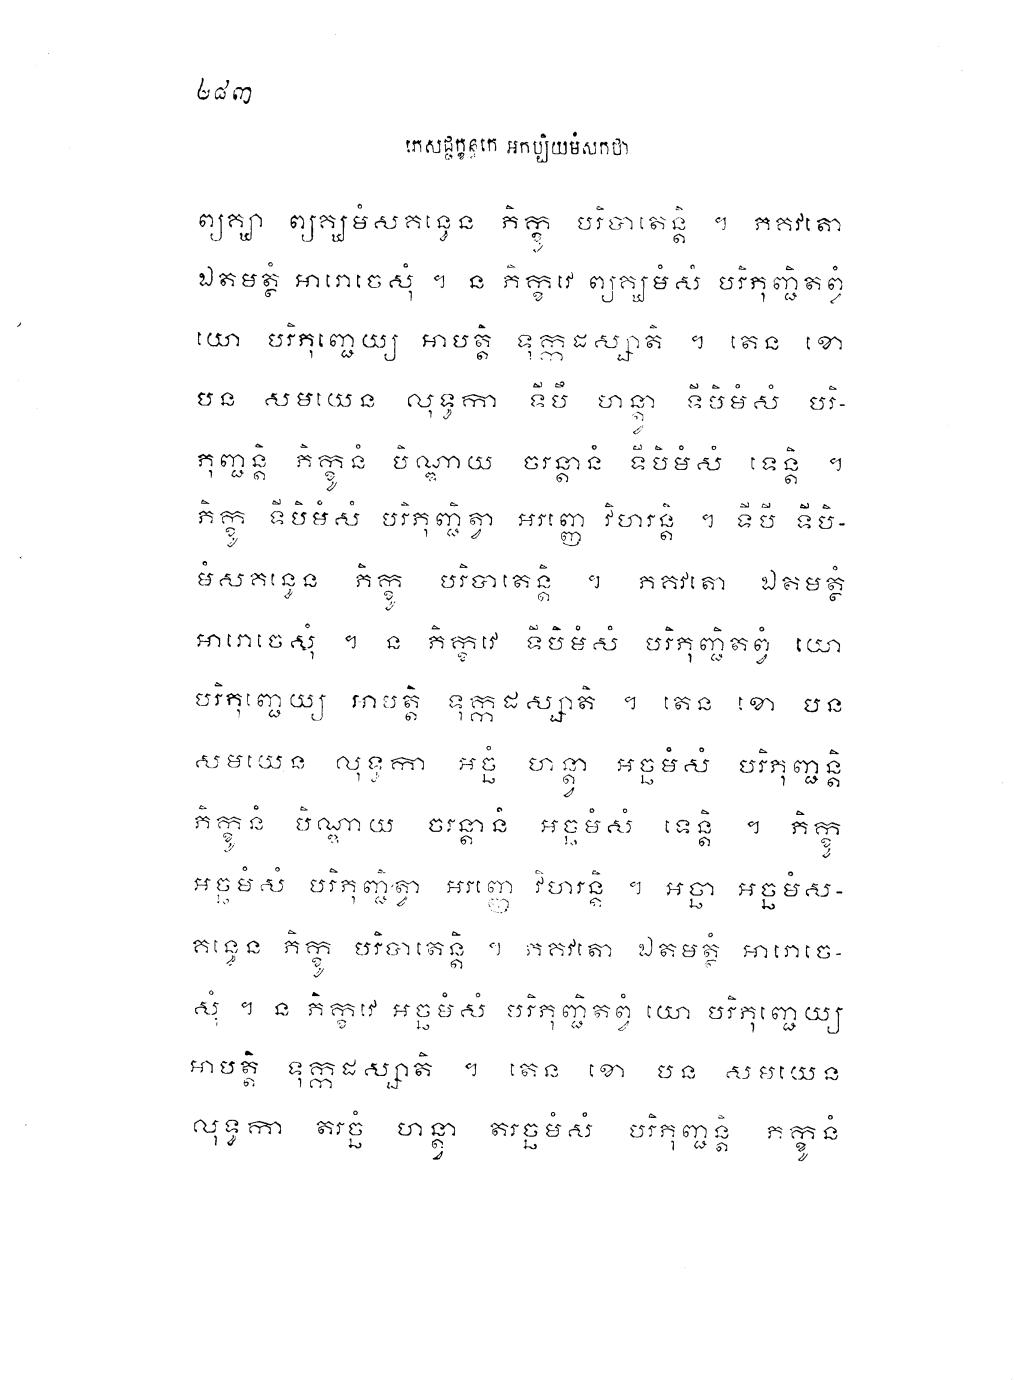 ២៨៣
ភេសជ្ជក្ខន្ធកេ អកប្បិយមំសកថា
ព្យគ្ឃា ព្យគ្ឃមំសគន្ធេន ភិក្ខូ បរិបាតេន្តិ ។ ភគវតោ
ឯតមត្ថំ អារោចេសុំ ។ ន ភិក្ខវេ ព្យគ្ឃមំសំ បរិភុញ្ជិតព្វំ
យោ បរិភុញ្ជេយ្យ អាបត្តិ ទុក្កដស្សាតិ ។ តេន ខោ
បន សមយេន លុទ្ទកា ទីបឹ ហន្ត្វា ទីបិមំសំ បរិ-
ភុញ្ជន្តិ ភិក្ខូនំ បិណ្ឌាយ ចរន្តានំ ទីបិមំសំ ទេន្តិ ។
ភិក្ខូ ទីបិមំសំ បរិភុញ្ជិត្វា អរញ្ញេ វិហរន្តិ ។ ទីបី ទីបិ-
មំសគន្ធេន ភិក្ខូ បរិបាតេន្តិ ។ ភគវតោ ឯតមត្ថំ
អារោចេសុំ ។ ន ភិក្ខវេ ទីបិមំសំ បរិភុញ្ជិតព្វំ យោ
បរិភុញ្ជេយ្យ អាបត្តិ ទុក្កដស្សាតិ ។ តេន ខោ បន
សមយេន លុទ្ទកា អច្ឆំ ហន្ត្វា អច្ឆមំសំ បរិភុញ្ជន្តិ
ភិក្ខូនំ បិណ្ឌាយ ចរន្តានំ អច្ឆមំសំ ទេន្តិ ។ ភិក្ខូ
អច្ឆមំសំ បរិភុញ្ជិត្វា អរញ្ញេ វិហរន្តិ ។ អច្ឆា អច្ឆមំស-
គន្ធេន ភិក្ខូ បរិបាតេន្តិ ។ ភគវតោ ឯតមត្ថំ អារោចេ-
សុំ ។ ន ភិក្ខវេ អច្ឆមំសំ បរិភុញ្ជិតព្វំ យោ បរិភុញ្ជេយ្យ
អាបត្តិ ទុក្កដស្សាតិ ។ តេន ខោ បន សមយេន
លុទ្ទកា តរច្ឆំ ហន្ត្វា តរច្ឆមំសំ បរិភុញ្ជន្តិ ភក្ខូនំ